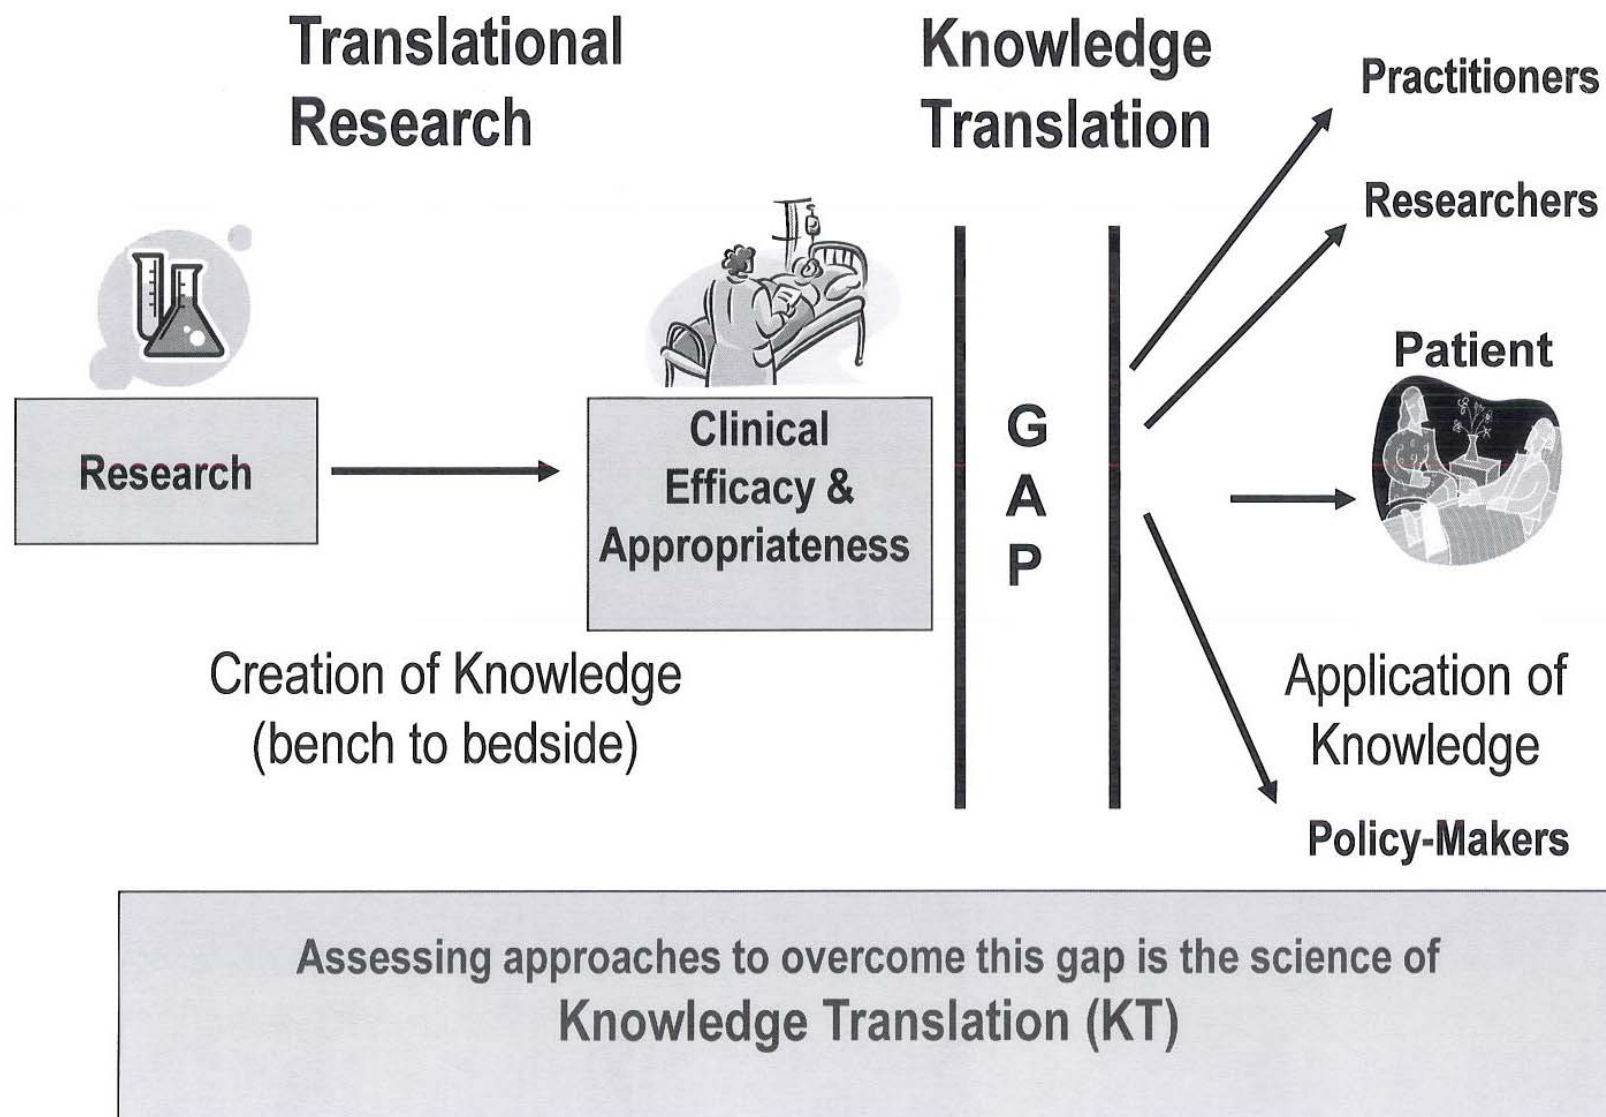 Translational
Research
Knowledge
Translation
Practitioners
Researchers
Patient
Research
Clinical
Efficacy &
Appropriateness
G
A
P
Creation of Knowledge
(bench to bedside)
Application of
Knowledge
Policy-Makers
Assessing approaches to overcome this gap is the science of
Knowledge Translation (KT)